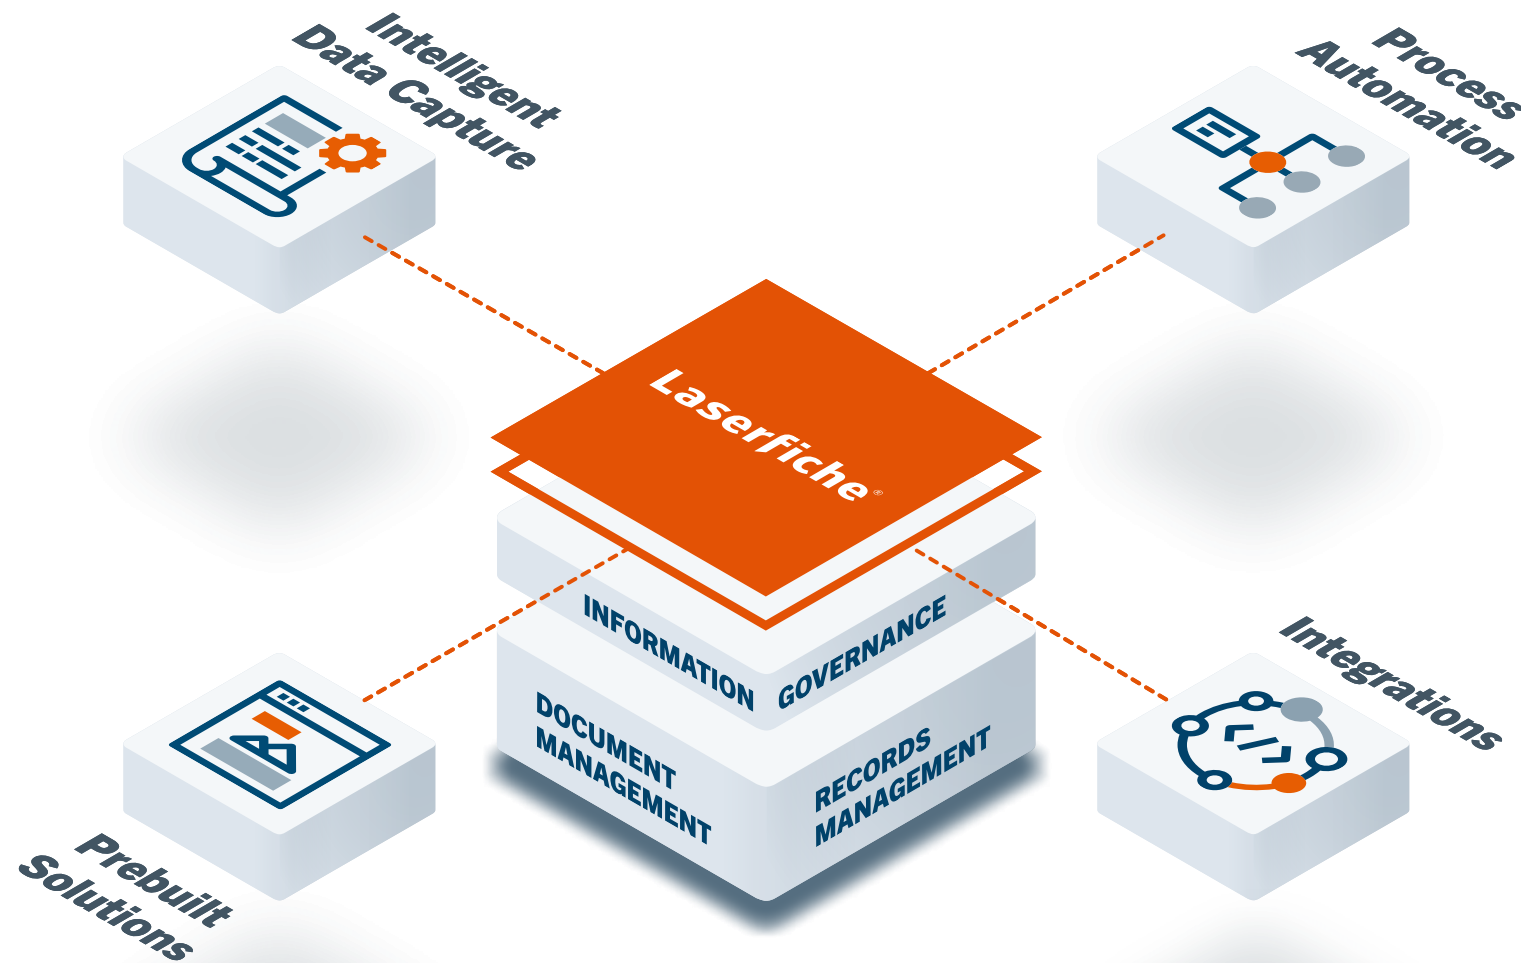 Intelligent
Data Capture
Process
Automation
Laserfiche®
INFORMATION GOVERNANCE
DOCUMENT
MANAGEMENT
RECORDS
MANAGEMENT
Prebuilt
Solutions
Integrations
</>